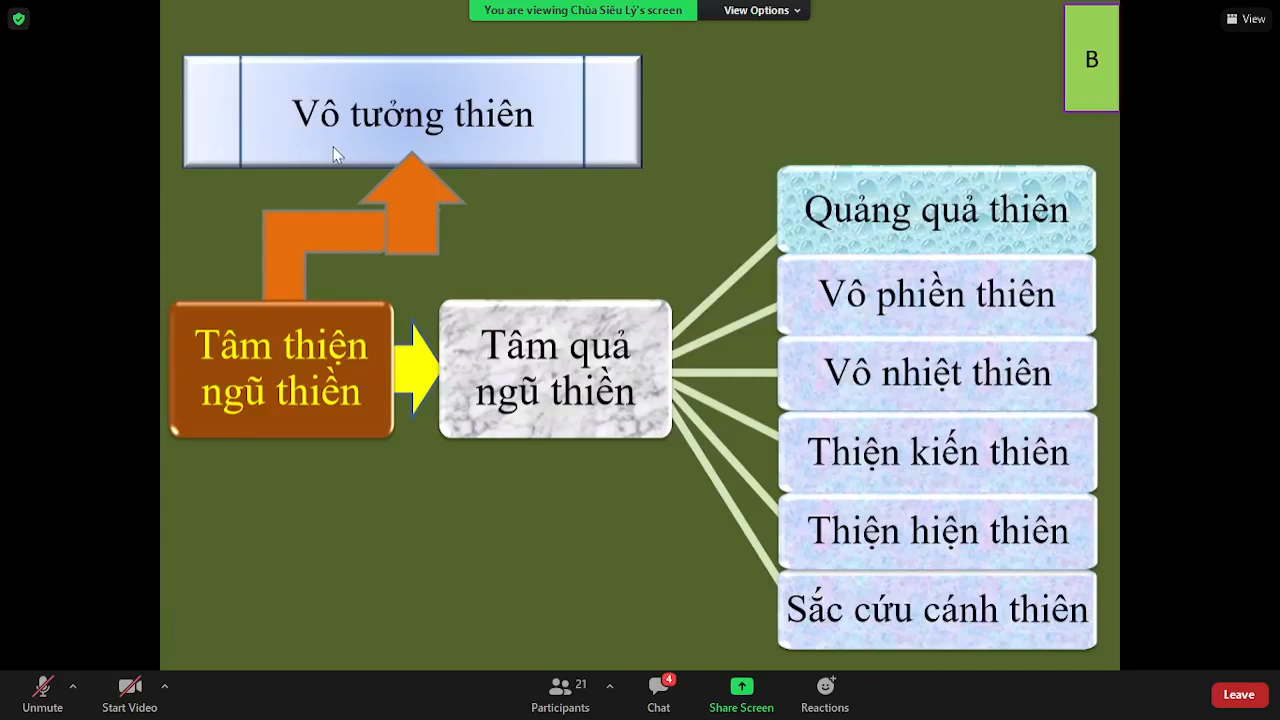 You are viewing Chùa Siêu Lý's screen
View Options
View
B
Vô tưởng thiên
Tâm thiện
ngũ thiền
Tâm quả
ngũ thiền
Quảng quả thiên
Vô phiền thiên
Vô nhiệt thiên
Thiện kiến thiên
Thiện hiện thiên
Sắc cứu cánh thiên
Unmute
Start Video
21
Participants
4
Chat
Share Screen
Reactions
Leave